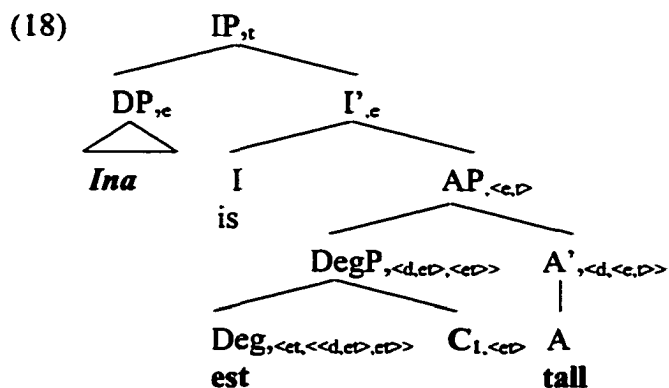 (18) IP,t
DP,e I',e
Ina I AP,<e,t>
is
DegP,<d,et>,<et>> A',<d,<e,t>>
Deg,<et,<<d,et>,et>> C1,<et> A
est tall